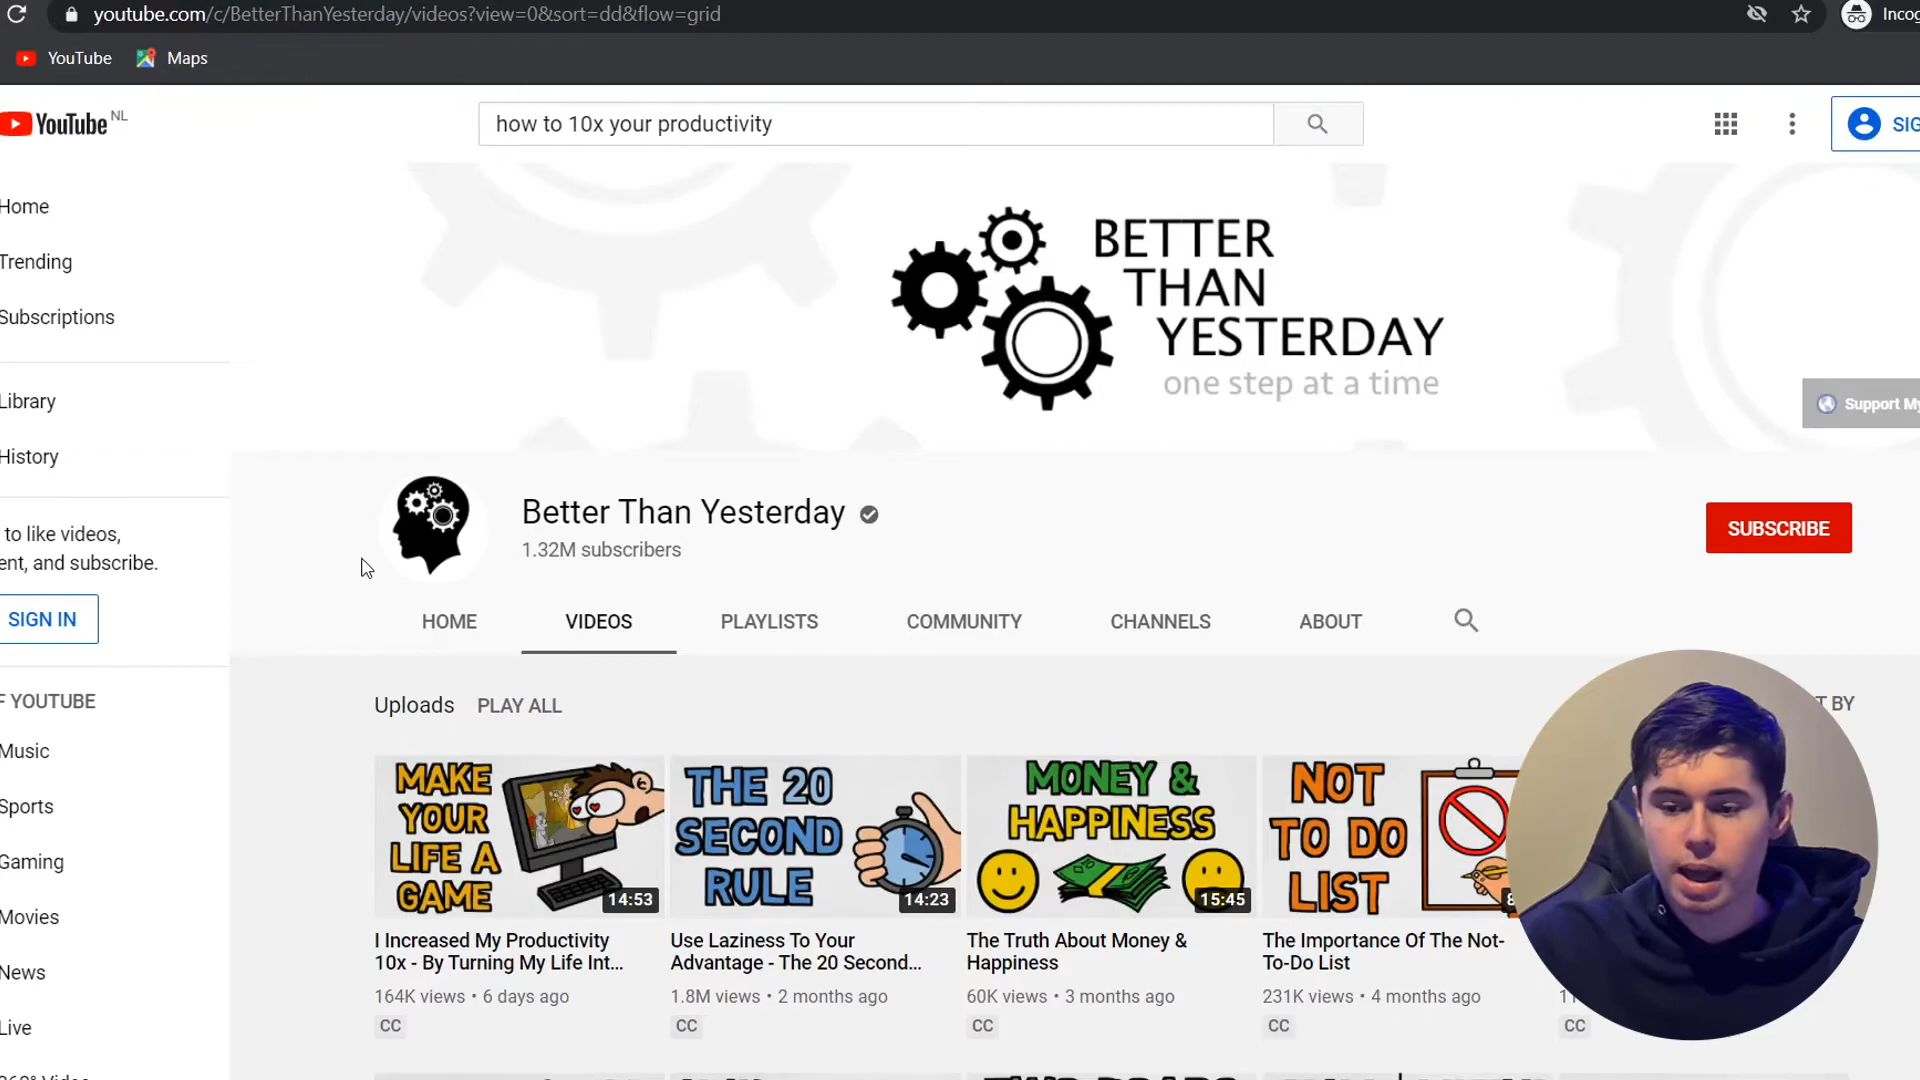 youtube.com/c/BetterThanYesterday/videos?view=0&sort=dd&flow=grid
YouTube Maps
YouTube NL
how to 10x your productivity
BETTER
THAN
YESTERDAY
one step at a time
Support My
Home
Trending
Subscriptions
Library
History
to like videos,
and subscribe.
SIGN IN
YOUTUBE
Music
Sports
Gaming
Movies
News
Live
Better Than Yesterday
1.32M subscribers
SUBSCRIBE
HOME VIDEOS PLAYLISTS COMMUNITY CHANNELS ABOUT
Uploads PLAY ALL
BY
MAKE
YOUR
LIFE A
GAME
14:53
I Increased My Productivity
10x - By Turning My Life Int...
164K views • 6 days ago
CC
THE 20
SECOND
RULE
14:23
Use Laziness To Your
Advantage - The 20 Second...
1.8M views • 2 months ago
CC
MONEY &
HAPPINESS
15:45
The Truth About Money &
Happiness
60K views • 3 months ago
CC
NOT
TO DO
LIST
The Importance Of The Not-
To-Do List
231K views • 4 months ago
CC
CC